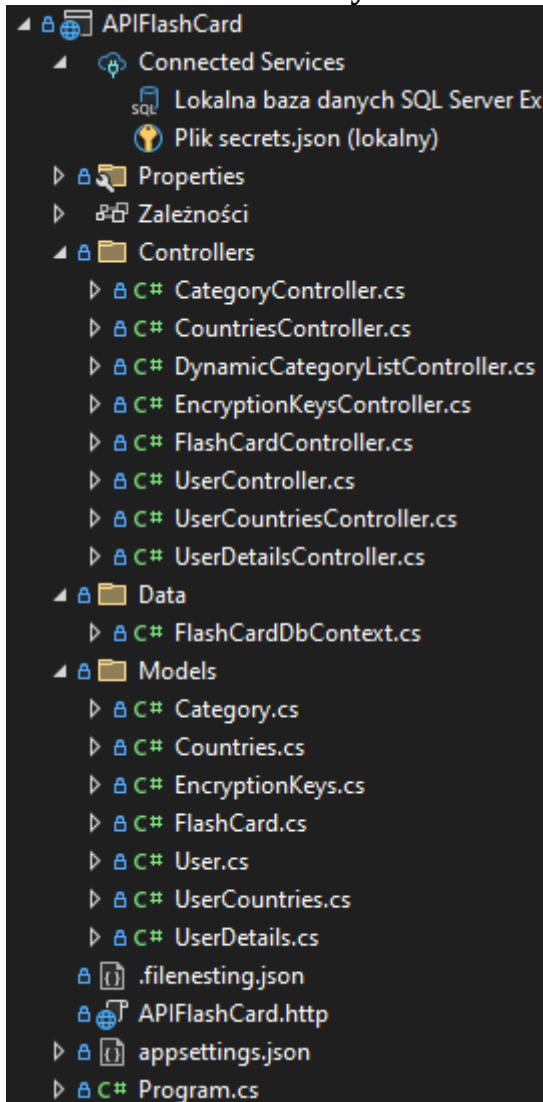 APIFlashCard
Connected Services
SQL Lokalna baza danych SQL Server Ex
Plik secrets.json (lokalny)
Properties
Zależności
Controllers
C# CategoryController.cs
C# CountriesController.cs
C# DynamicCategoryListController.cs
C# EncryptionKeysController.cs
C# FlashCardController.cs
C# UserController.cs
C# UserCountriesController.cs
C# UserDetailsController.cs
Data
C# FlashCardDbContext.cs
Models
C# Category.cs
C# Countries.cs
C# EncryptionKeys.cs
C# FlashCard.cs
C# User.cs
C# UserCountries.cs
C# UserDetails.cs
.filenesting.json
APIFlashCard.http
appsettings.json
C# Program.cs